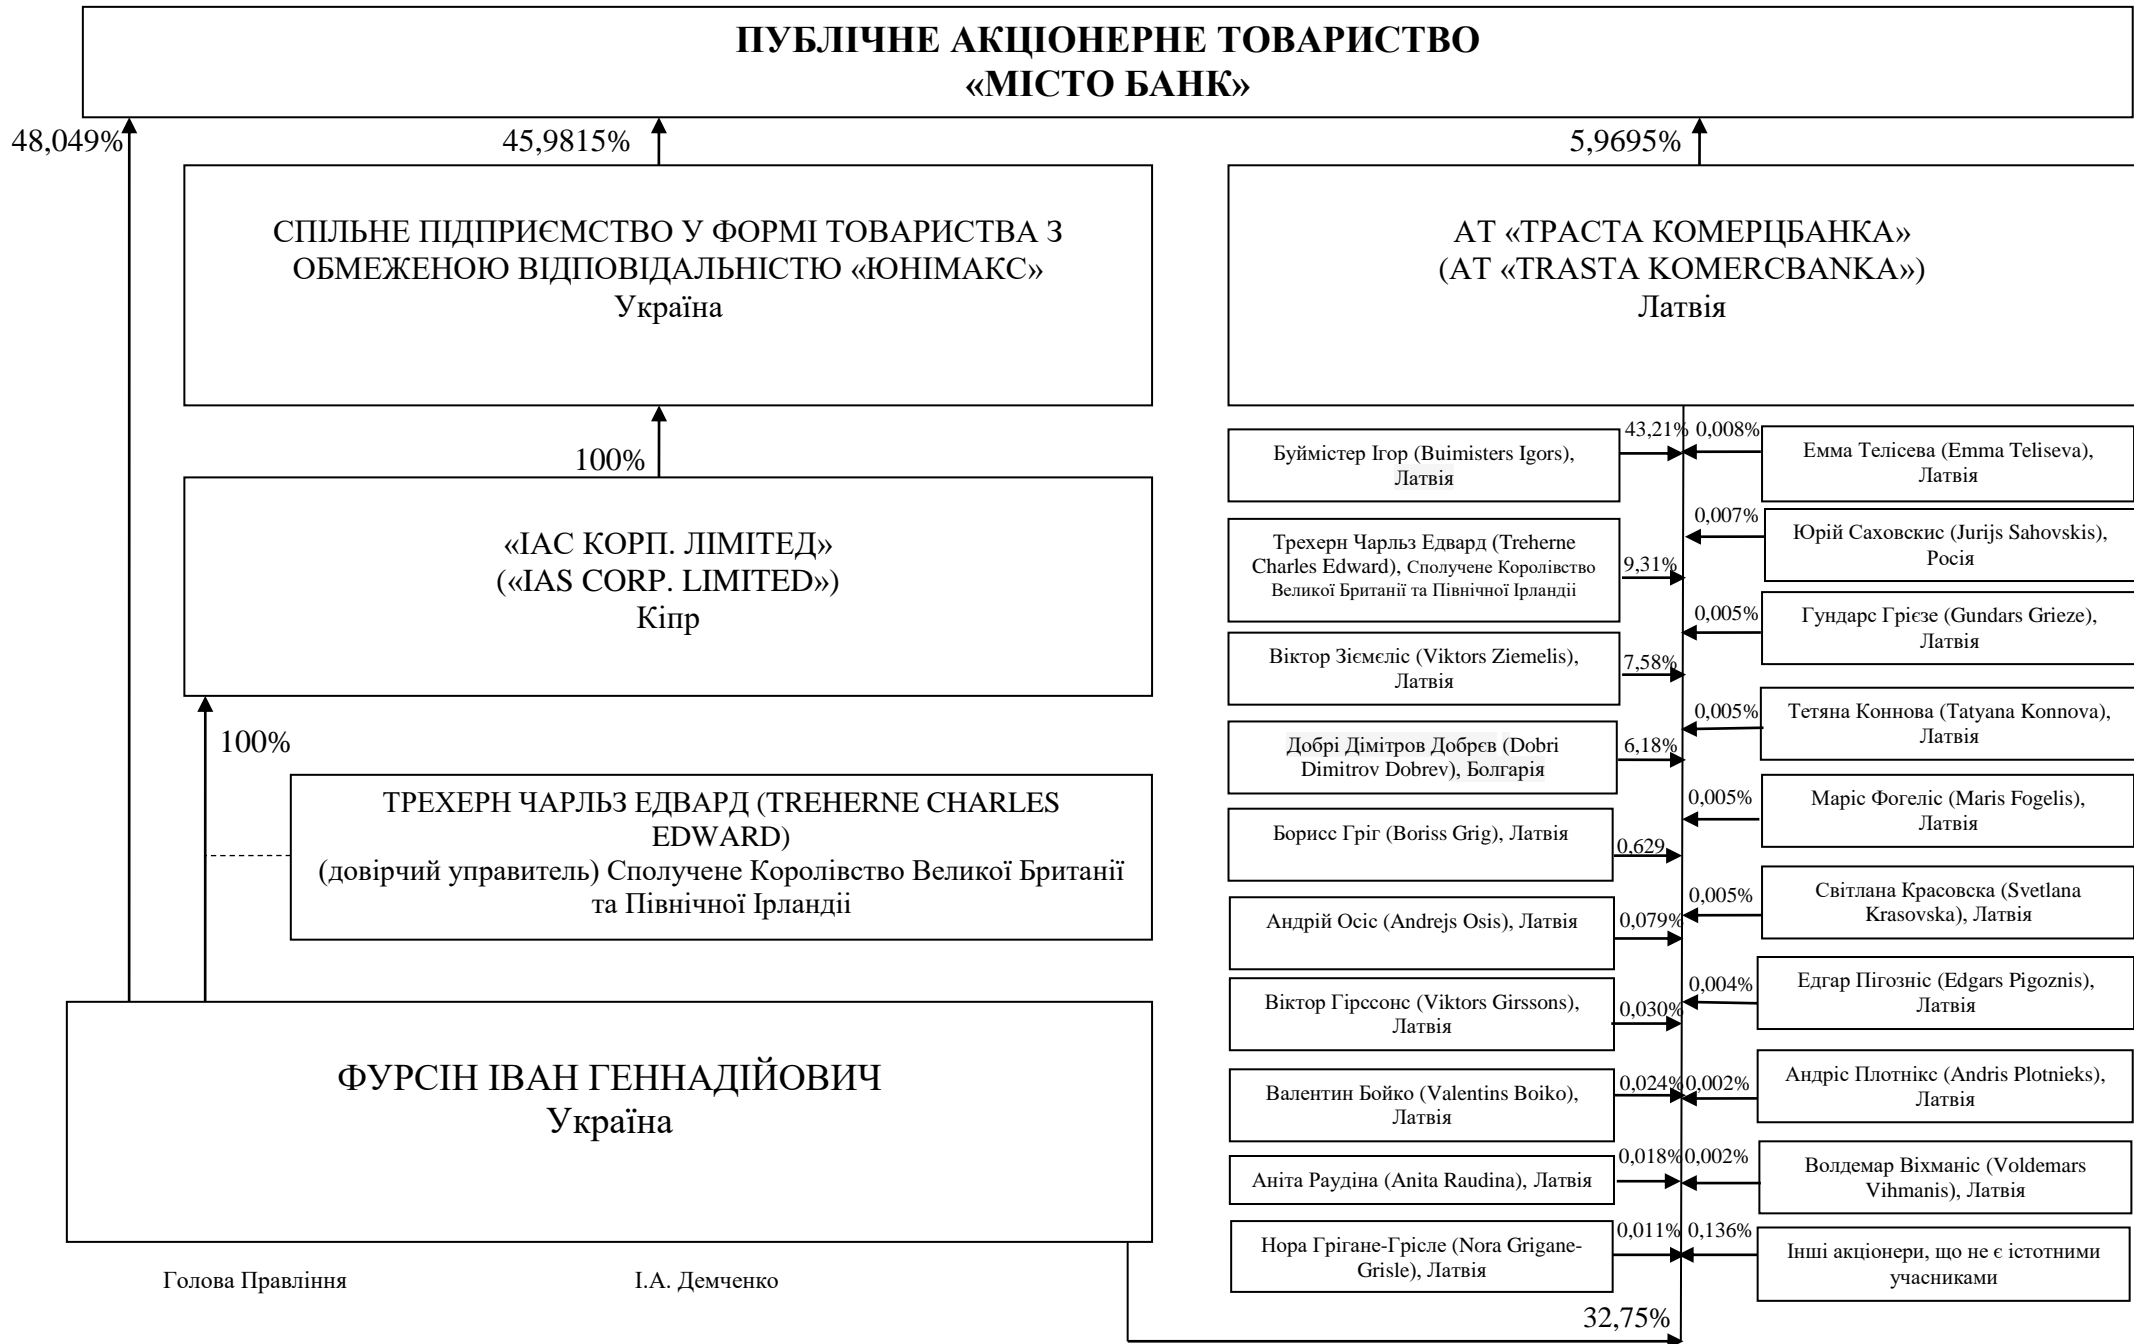 ПУБЛІЧНЕ АКЦІОНЕРНЕ ТОВАРИСТВО
«МІСТО БАНК»
48,049%
45,9815%
5,9695%
СПІЛЬНЕ ПІДПРИЄМСТВО У ФОРМІ ТОВАРИСТВА З
ОБМЕЖЕНОЮ ВІДПОВІДАЛЬНІСТЮ «ЮНІМАКС»
Україна
АТ «ТРАСТА КОМЕРЦБАНКА»
(АТ «TRASTA KOMERCBANKA»)
Латвія
100%
«ІАС КОРП. ЛІМІТЕД»
(«IAS CORP. LIMITED»)
Кіпр
100%
ТРЕХЕРН ЧАРЛЬЗ ЕДВАРД (TREHERNE CHARLES
EDWARD)
(довірчий управитель) Сполучене Королівство Великої Британії
та Північної Ірландіі
ФУРСІН ІВАН ГЕННАДІЙОВИЧ
Україна
Буймістер Ігор (Buimisters Igors),
Латвія
43,21%
Трехерн Чарльз Едвард (Treherne
Charles Edward), Сполучене Королівство
Великої Британії та Північної Ірландіі
9,31%
Віктор Зіємєліс (Viktors Ziemelis),
Латвія
7,58%
Добрі Дімітров Добрєв (Dobri
Dimitrov Dobrev), Болгарія
6,18%
Борисс Гріг (Boriss Grig), Латвія
0,629
Андрій Осіс (Andrejs Osis), Латвія
0,079%
Віктор Гірссонс (Viktors Girssons),
Латвія
0,030%
Валентин Бойко (Valentins Boiko),
Латвія
0,024%
Аніта Раудіна (Anita Raudina), Латвія
0,018%
Нора Грігане-Грісле (Nora Grigane-
Grisle), Латвія
0,011%
0,008%
Емма Телісева (Emma Teliseva),
Латвія
0,007%
Юрій Саховскис (Jurijs Sahovskis),
Росія
0,005%
Гундарс Грієзе (Gundars Grieze),
Латвія
0,005%
Тетяна Коннова (Tatyana Konnova),
Латвія
0,005%
Маріс Фогеліс (Maris Fogelis),
Латвія
0,005%
Світлана Красовска (Svetlana
Krasovska), Латвія
0,004%
Едгар Пігозніс (Edgars Pigoznis),
Латвія
0,002%
Андріс Плотнікс (Andris Plotnieks),
Латвія
0,002%
Волдемар Віхманіс (Voldemars
Vihmanis), Латвія
0,136%
Інші акціонери, що не є істотними
учасниками
Голова Правління І.А. Демченко
32,75%